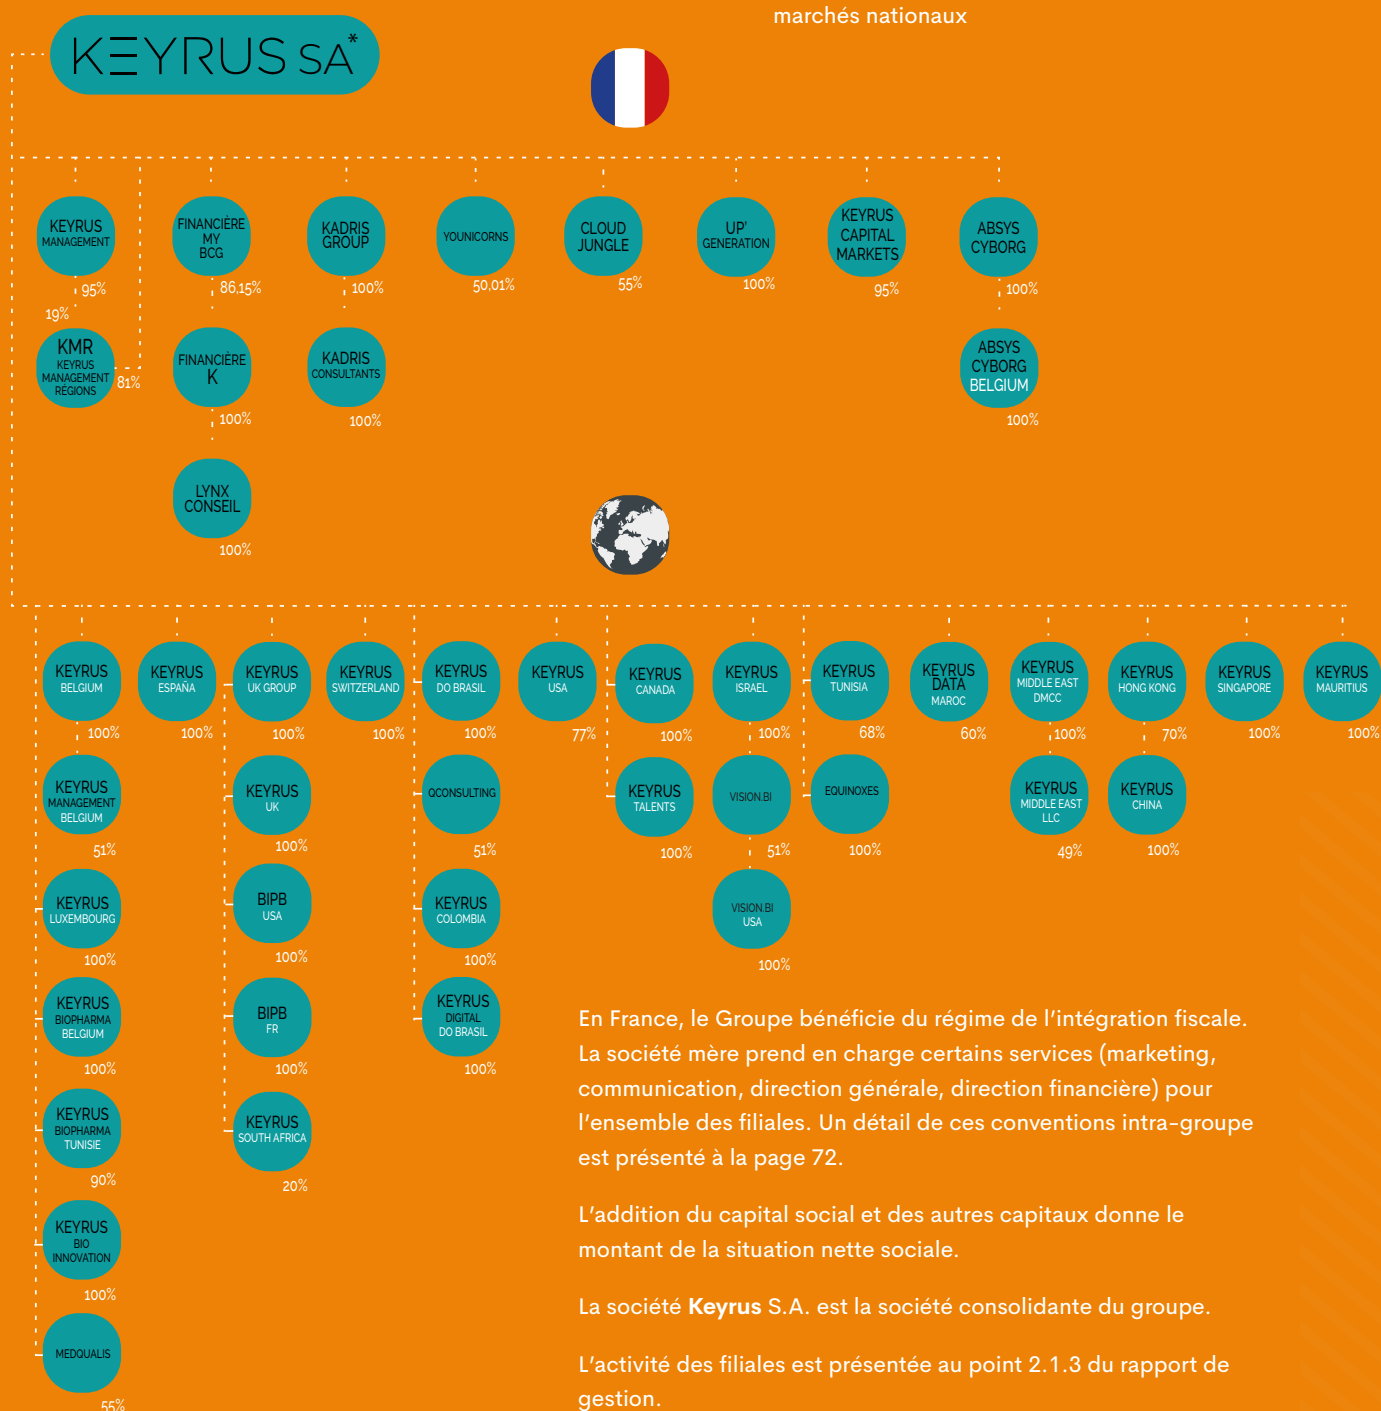 marchés nationaux
KEYRUS SA*
KEYRUS
MANAGEMENT
95%
19%
KMR
KEYRUS
MANAGEMENT
RÉGIONS
81%
FINANCIÈRE
MY
BCG
86,15%
FINANCIÈRE
K
100%
LYNX
CONSEIL
100%
KADRIS
GROUP
100%
KADRIS
CONSULTANTS
100%
YOUNICORNS
50,01%
CLOUD
JUNGLE
55%
UP'
GENERATION
100%
KEYRUS
CAPITAL
MARKETS
95%
ABSYS
CYBORG
100%
ABSYS
CYBORG
BELGIUM
100%
KEYRUS
BELGIUM
100%
KEYRUS
MANAGEMENT
BELGIUM
51%
KEYRUS
LUXEMBOURG
100%
KEYRUS
BIOPHARMA
BELGIUM
100%
KEYRUS
BIOPHARMA
TUNISIE
90%
KEYRUS
BIO
INNOVATION
100%
MEDQUALIS
55%
KEYRUS
ESPAÑA
100%
KEYRUS
UK GROUP
100%
KEYRUS
UK
100%
BIPB
USA
100%
BIPB
FR
100%
KEYRUS
SOUTH AFRICA
20%
KEYRUS
SWITZERLAND
100%
KEYRUS
DO BRASIL
100%
QCONSULTING
51%
KEYRUS
COLOMBIA
100%
KEYRUS
DIGITAL
DO BRASIL
100%
KEYRUS
USA
77%
KEYRUS
CANADA
100%
KEYRUS
TALENTS
100%
KEYRUS
ISRAEL
100%
VISION.BI
51%
VISION.BI
USA
100%
KEYRUS
TUNISIA
68%
EQUINOXES
100%
KEYRUS
DATA
MAROC
60%
KEYRUS
MIDDLE EAST
DMCC
100%
KEYRUS
MIDDLE EAST
LLC
49%
KEYRUS
HONG KONG
70%
KEYRUS
CHINA
100%
KEYRUS
SINGAPORE
100%
KEYRUS
MAURITIUS
100%
En France, le Groupe bénéficie du régime de l'intégration fiscale.
La société mère prend en charge certains services (marketing,
communication, direction générale, direction financière) pour
l'ensemble des filiales. Un détail de ces conventions intra-groupe
est présenté à la page 72.
L'addition du capital social et des autres capitaux donne le
montant de la situation nette sociale.
La société Keyrus S.A. est la société consolidante du groupe.
L'activité des filiales est présentée au point 2.1.3 du rapport de
gestion.